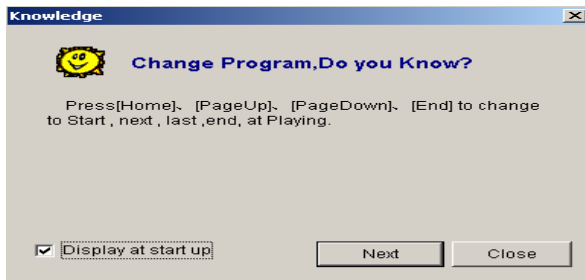 Knowledge
Change Program,Do you Know?
Press[Home]、[PageUp]、[PageDown]、[End] to change
to Start , next , last ,end, at Playing.
Display at start up
Next
Close